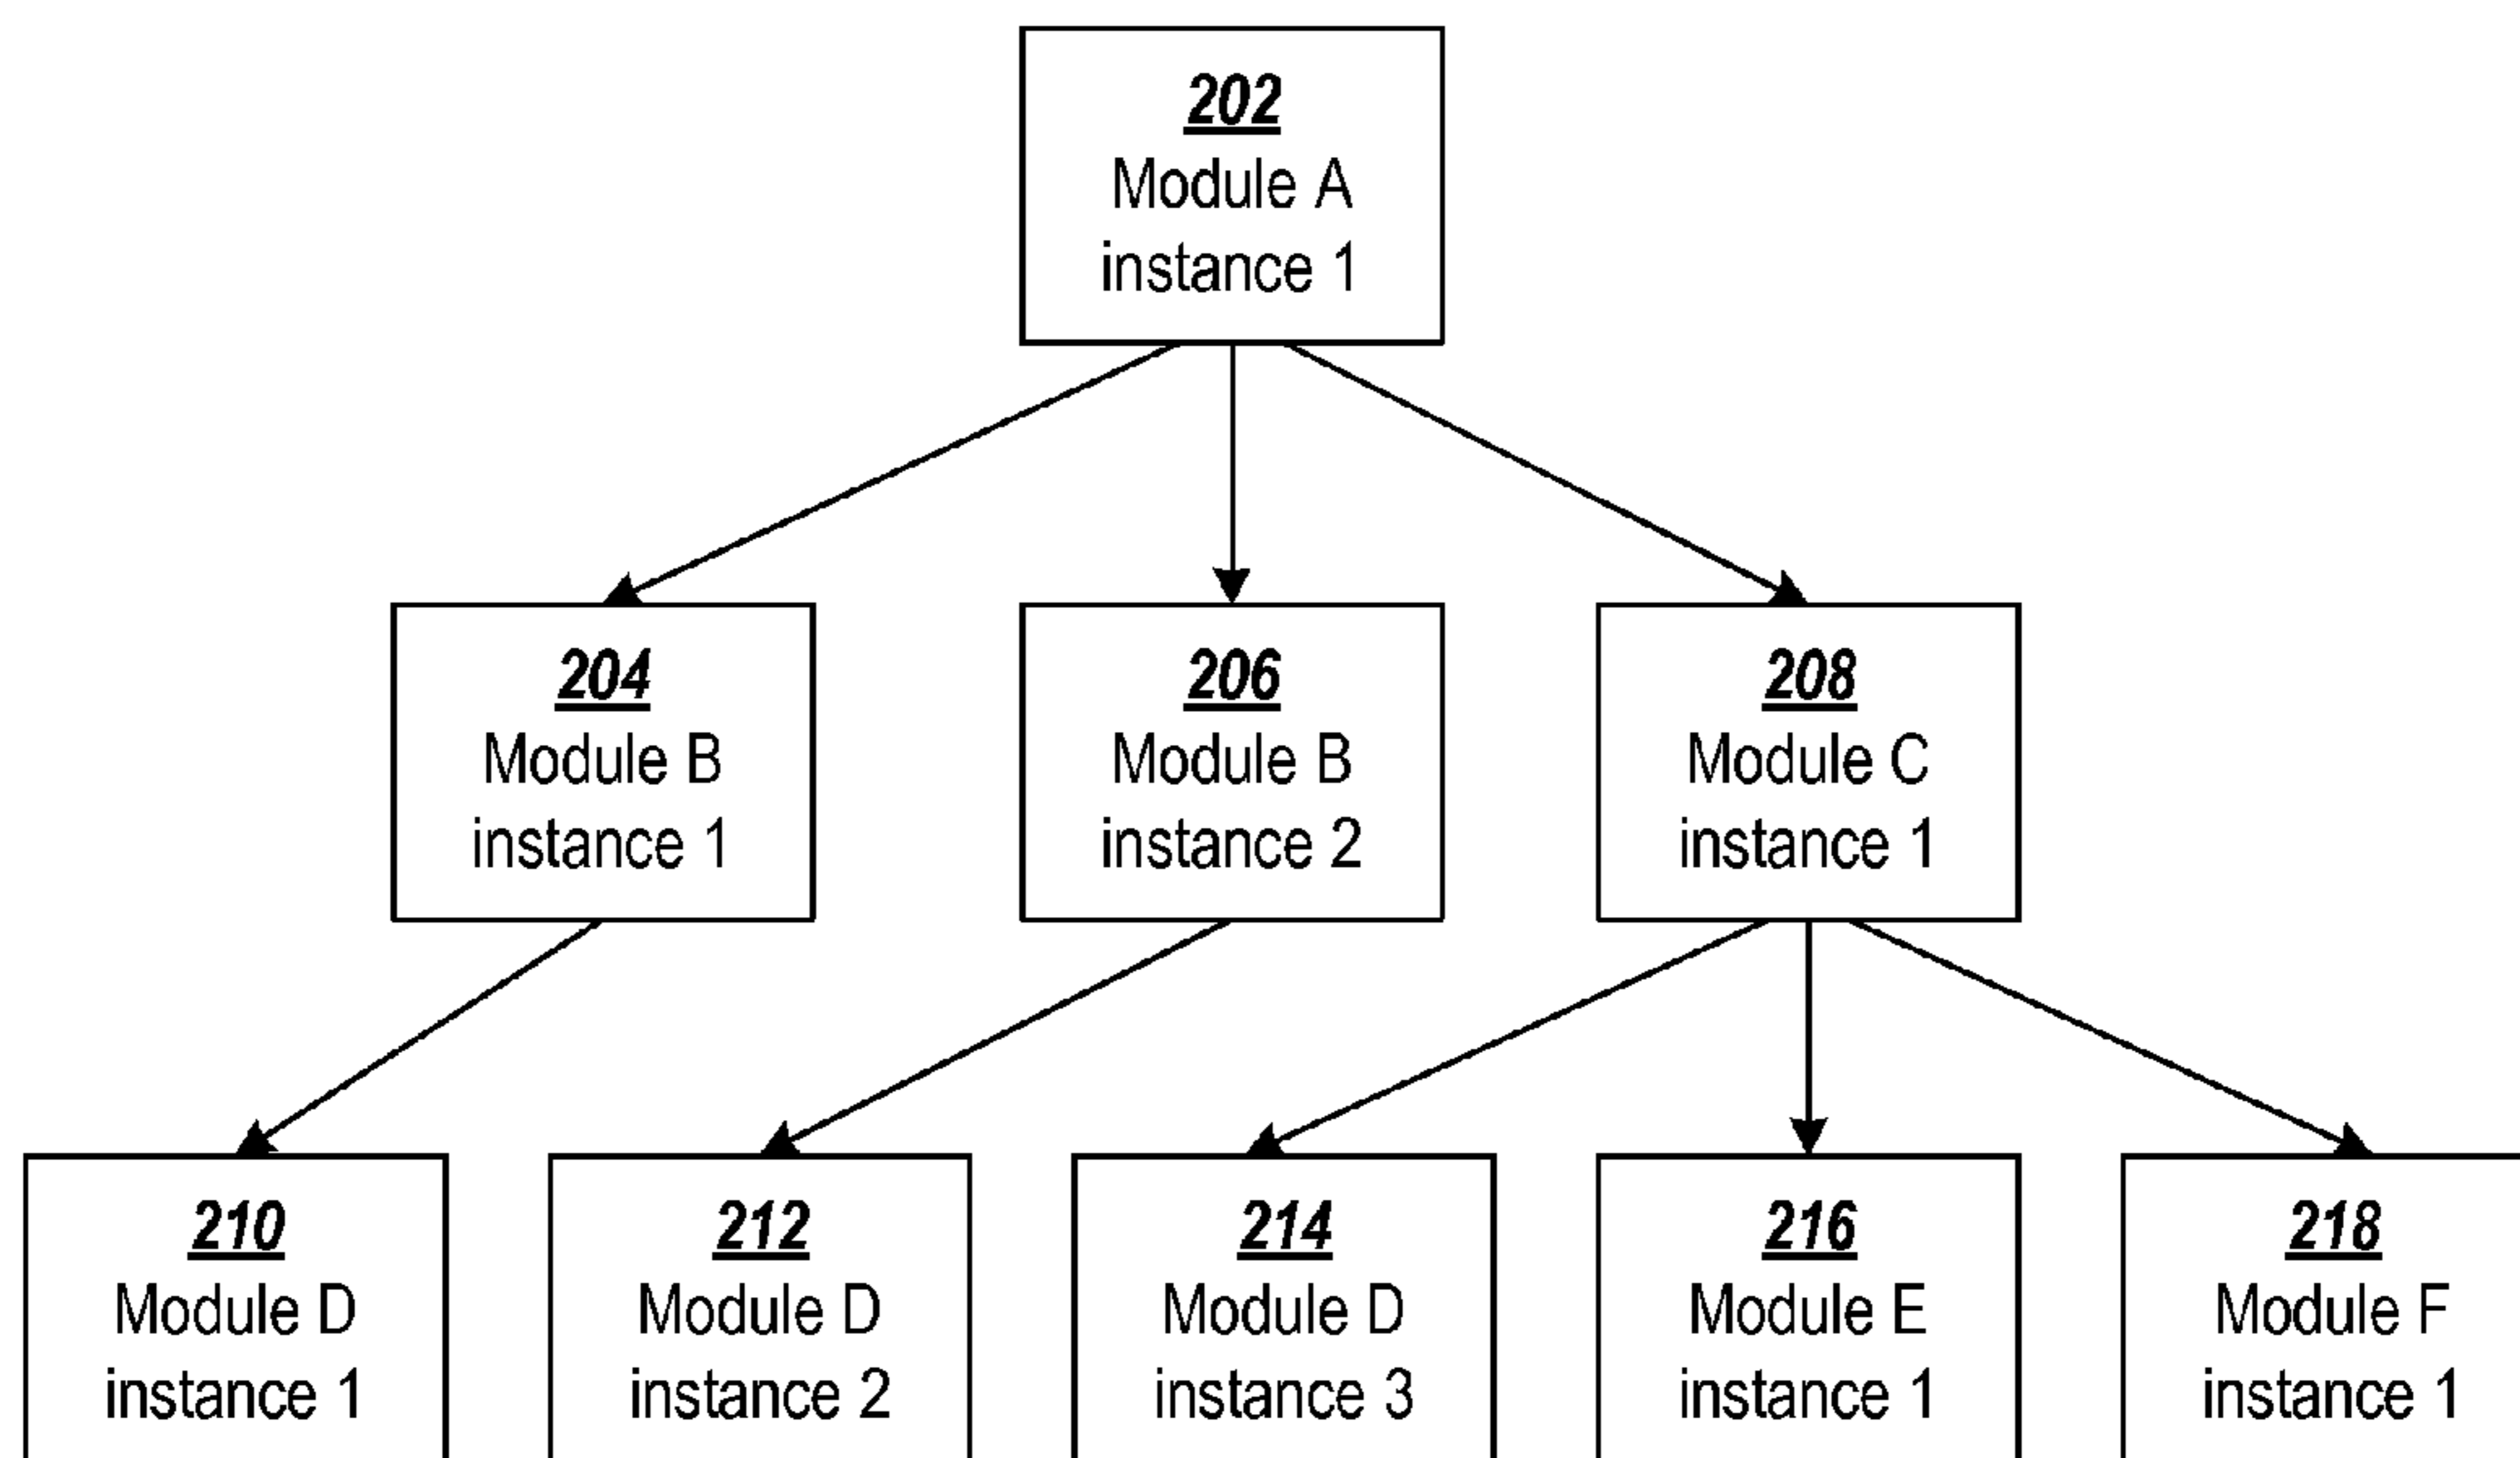 202
Module A
instance 1
204
Module B
instance 1
206
Module B
instance 2
208
Module C
instance 1
210
Module D
instance 1
212
Module D
instance 2
214
Module D
instance 3
216
Module E
instance 1
218
Module F
instance 1